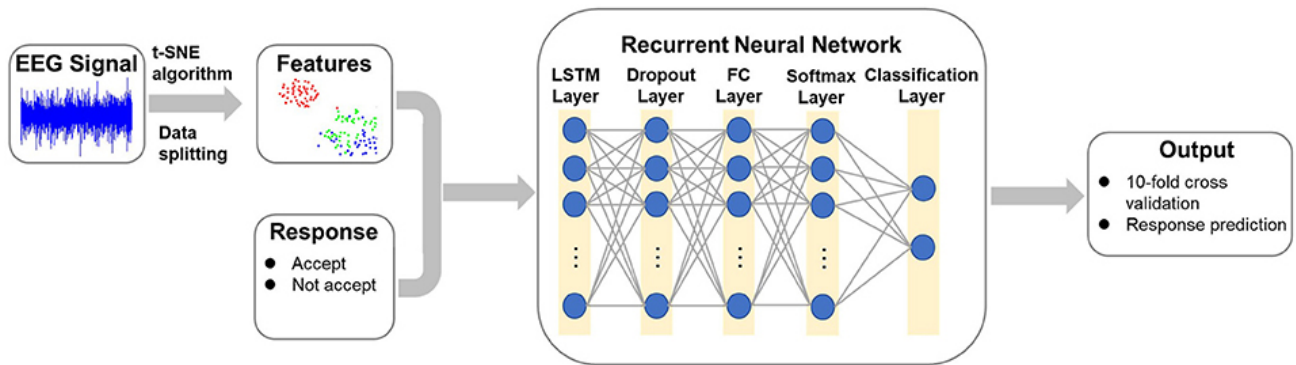 EEG Signal
t-SNE
algorithm
Data
splitting
Features
Response
Accept
Not accept
Recurrent Neural Network
LSTM
Layer
Dropout
Layer
FC
Layer
Softmax
Layer
Classification
Layer
Output
10-fold cross
validation
Response prediction